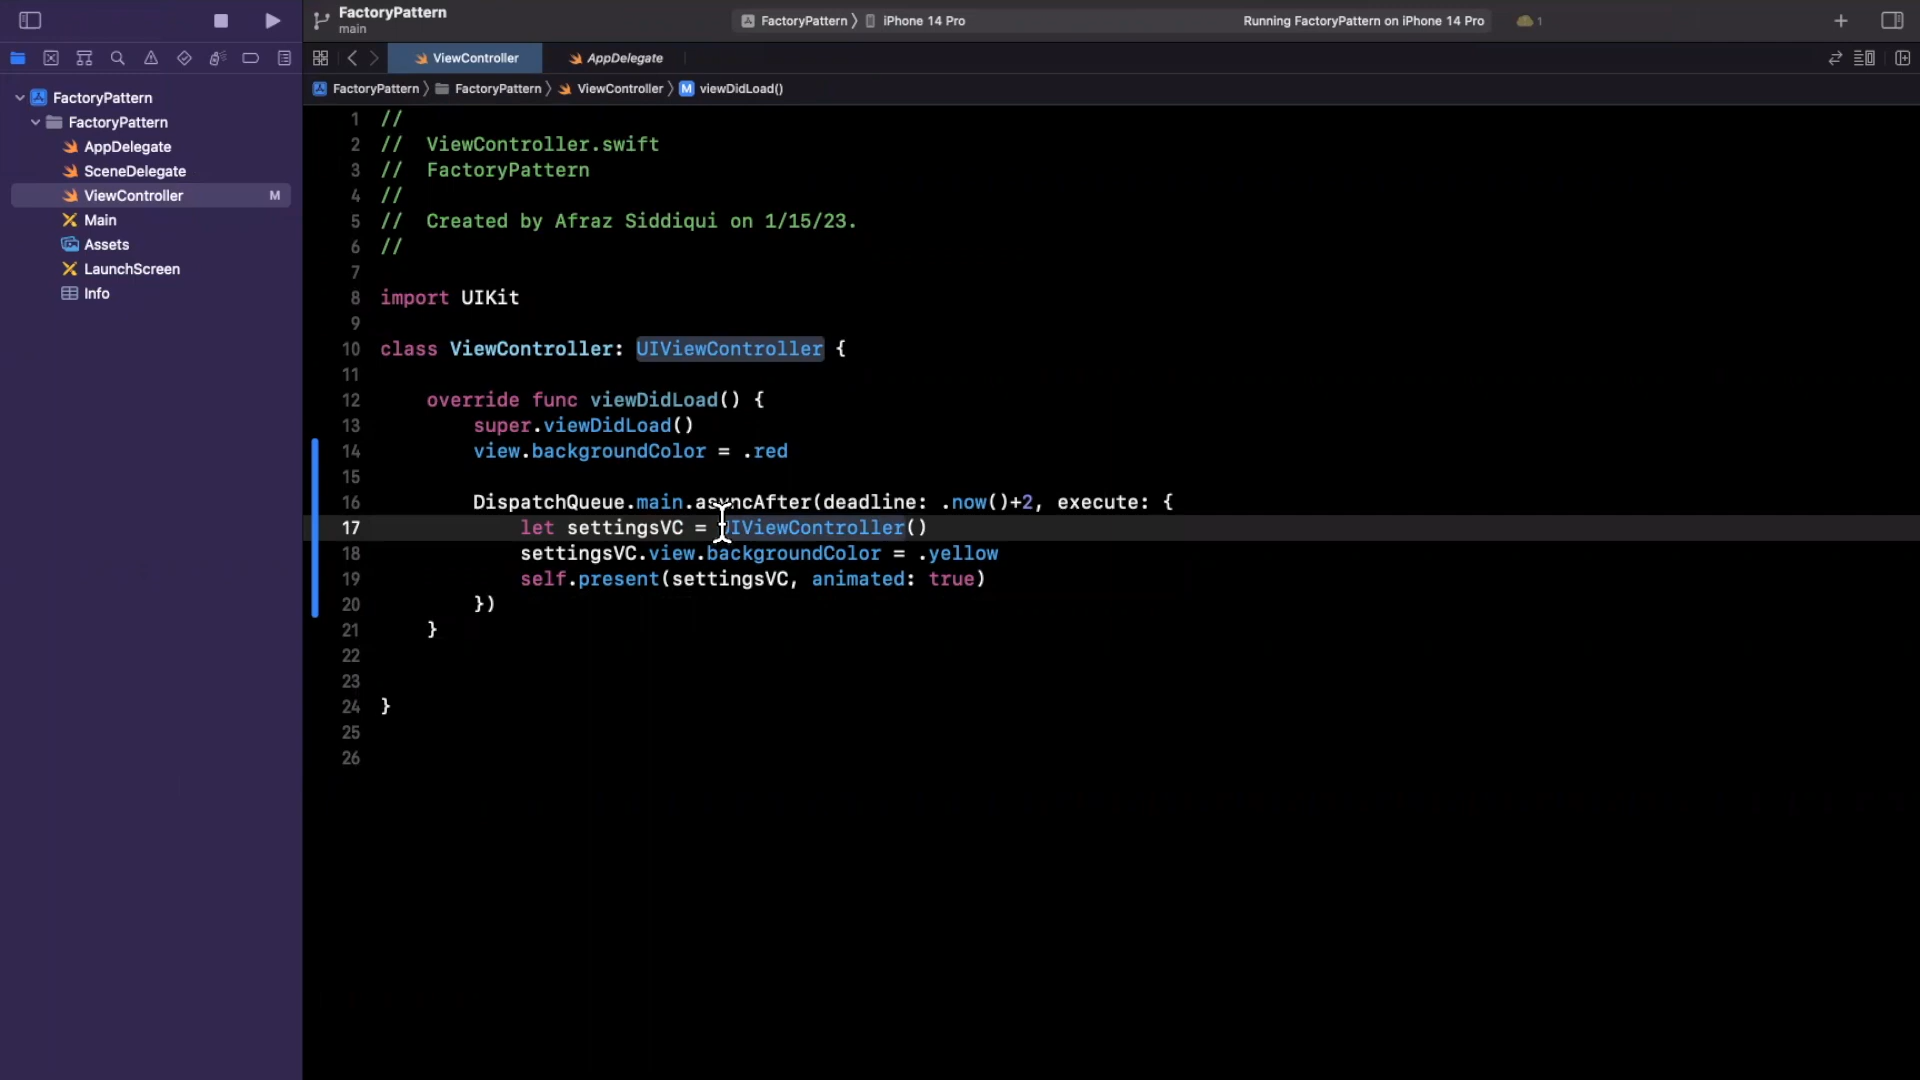 FactoryPattern
main
FactoryPattern
iPhone 14 Pro
Running FactoryPattern on iPhone 14 Pro
1
ViewController
AppDelegate
FactoryPattern
FactoryPattern
ViewController
M
viewDidLoad()
FactoryPattern
FactoryPattern
AppDelegate
SceneDelegate
ViewController
M
Main
Assets
LaunchScreen
Info
1 //
2 //  ViewController.swift
3 //  FactoryPattern
4 //
5 //  Created by Afraz Siddiqui on 1/15/23.
6 //
7
8 import UIKit
9
10 class ViewController: UIViewController {
11
12     override func viewDidLoad() {
13         super.viewDidLoad()
14         view.backgroundColor = .red
15
16         DispatchQueue.main.asyncAfter(deadline: .now()+2, execute: {
17             let settingsVC = UIViewController()
18             settingsVC.view.backgroundColor = .yellow
19             self.present(settingsVC, animated: true)
20         })
21     }
22
23
24 }
25
26